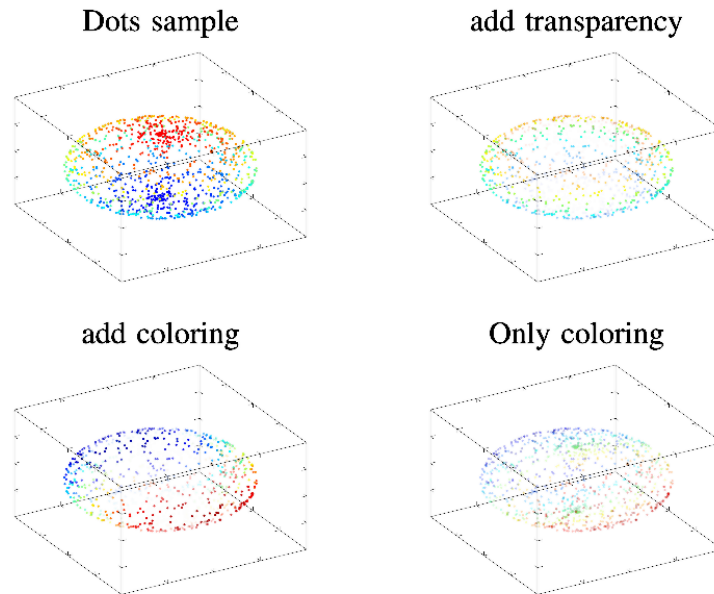 Dots sample
add transparency
add coloring
Only coloring